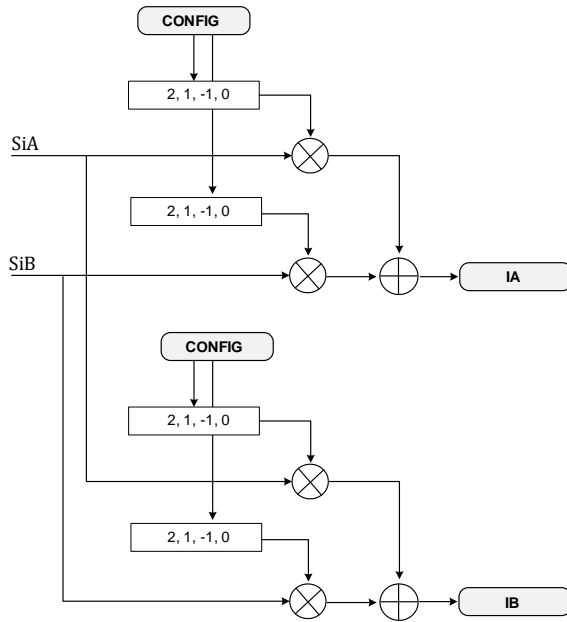 CONFIG
2, 1, -1, 0
SiA
2, 1, -1, 0
SiB
IA
CONFIG
2, 1, -1, 0
2, 1, -1, 0
IB